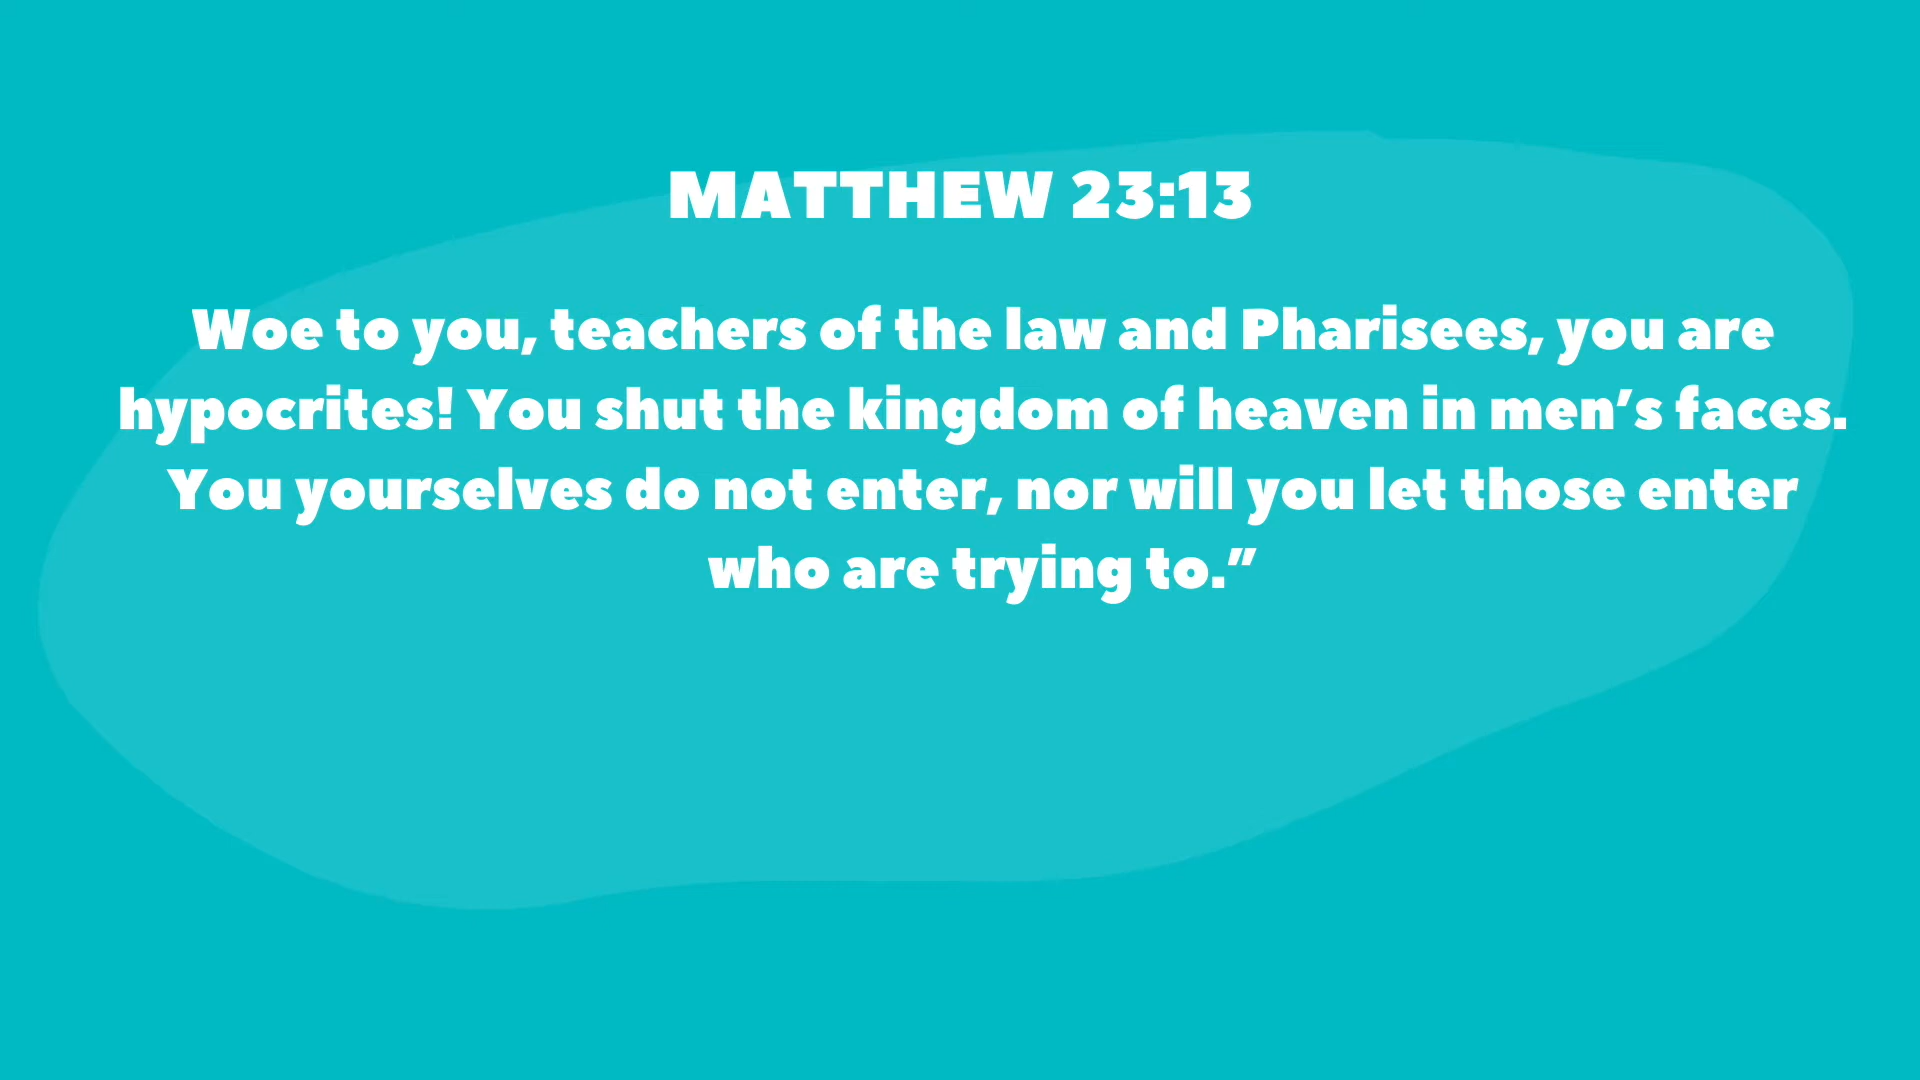 MATTHEW 23:13
Woe to you, teachers of the law and Pharisees, you are
hypocrites! You shut the kingdom of heaven in men’s faces.
You yourselves do not enter, nor will you let those enter
who are trying to.”